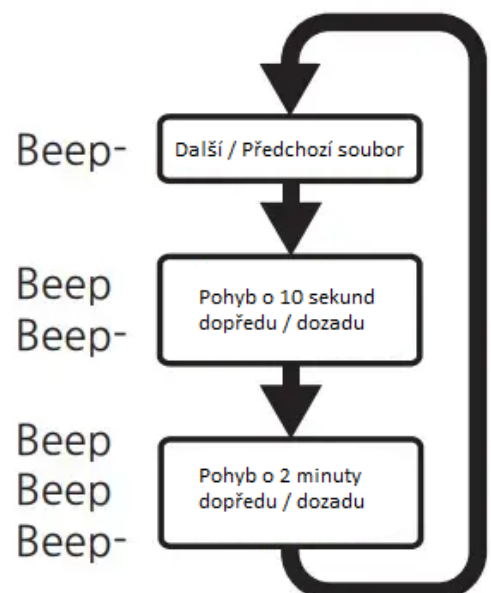 Beep-
Další / Předchozí soubor
Beep
Beep-
Pohyb o 10 sekund
dopředu / dozadu
Beep
Beep
Beep-
Pohyb o 2 minuty
dopředu / dozadu